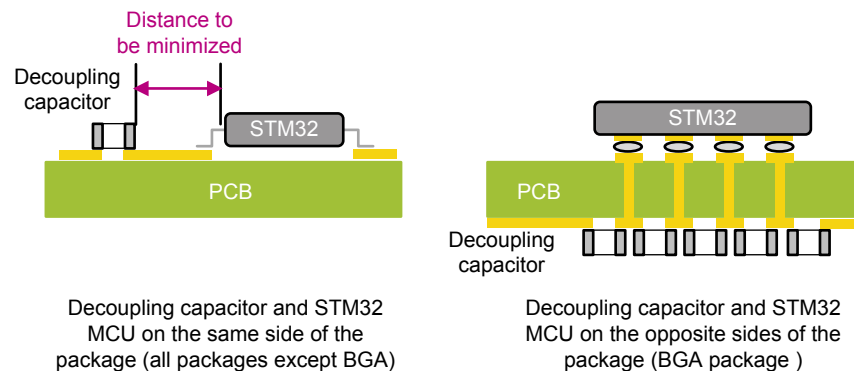 Distance to
be minimized
Decoupling
capacitor
STM32
PCB
Decoupling capacitor and STM32
MCU on the same side of the
package (all packages except BGA)
STM32
PCB
Decoupling
capacitor
Decoupling capacitor and STM32
MCU on the opposite sides of the
package (BGA package )